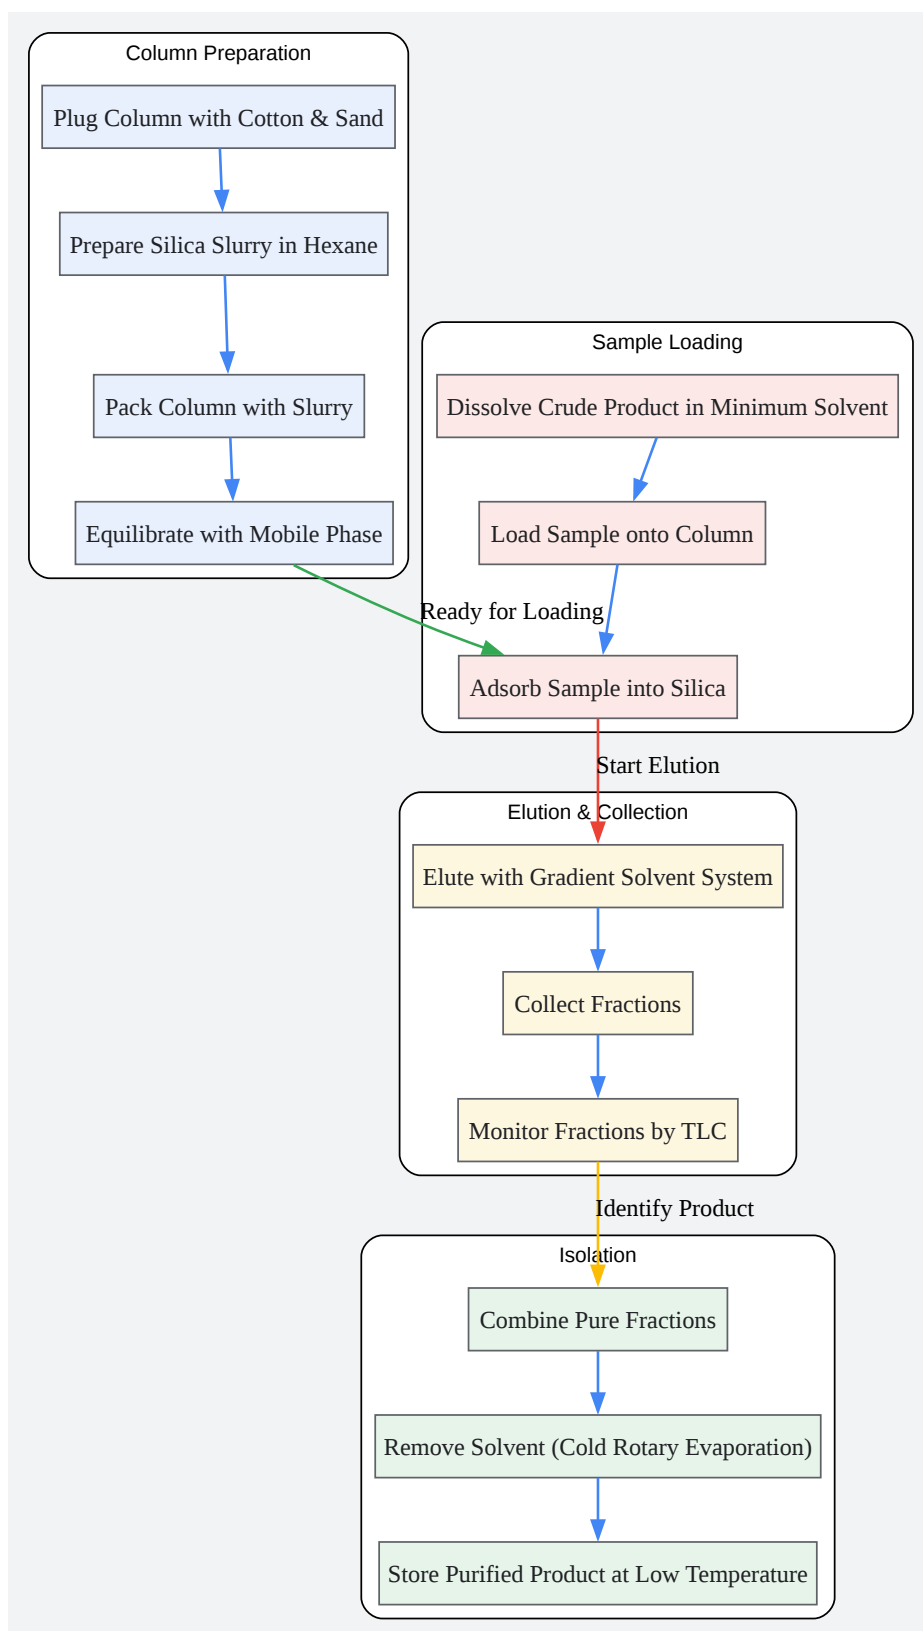 Column Preparation
Plug Column with Cotton & Sand
Prepare Silica Slurry in Hexane
Pack Column with Slurry
Equilibrate with Mobile Phase
Sample Loading
Dissolve Crude Product in Minimum Solvent
Load Sample onto Column
Ready for Loading
Adsorb Sample into Silica
Start Elution
Elution & Collection
Elute with Gradient Solvent System
Collect Fractions
Monitor Fractions by TLC
Identify Product
Isolation
Combine Pure Fractions
Remove Solvent (Cold Rotary Evaporation)
Store Purified Product at Low Temperature